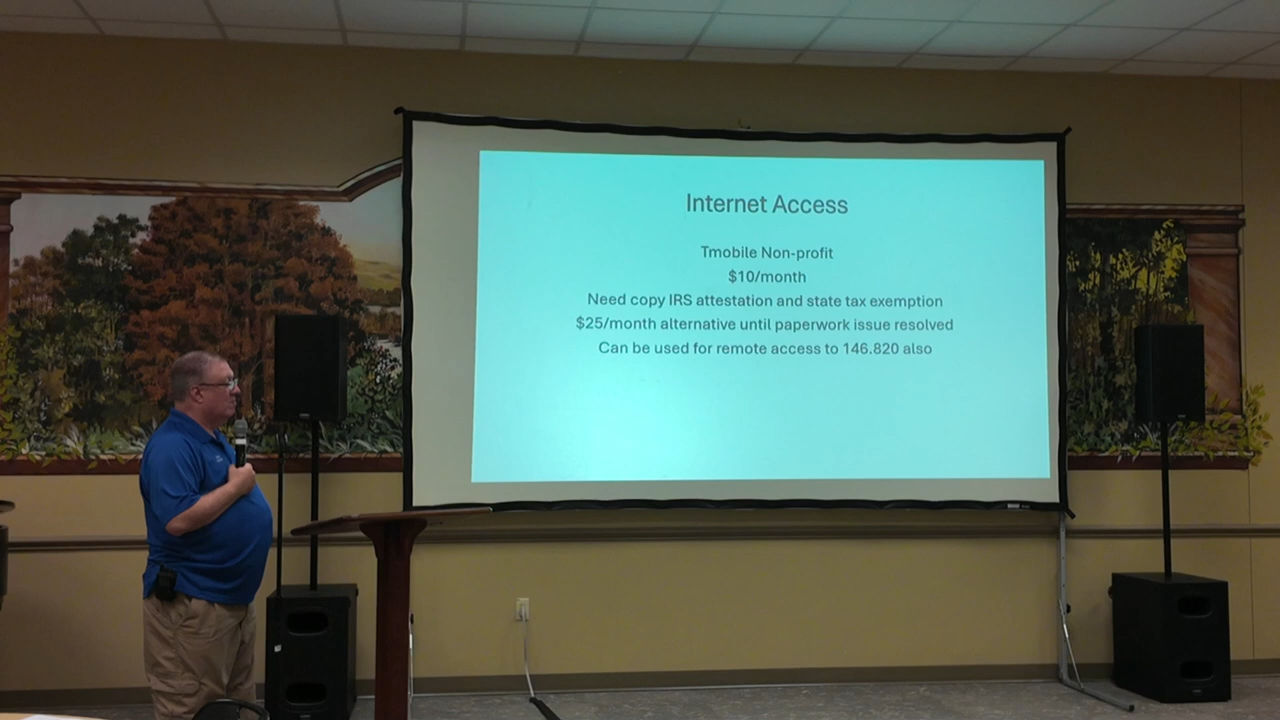 Internet Access
Tmobile Non-profit
$10/month
Need copy IRS attestation and state tax exemption
$25/month alternative until paperwork issue resolved
Can be used for remote access to 146.820 also